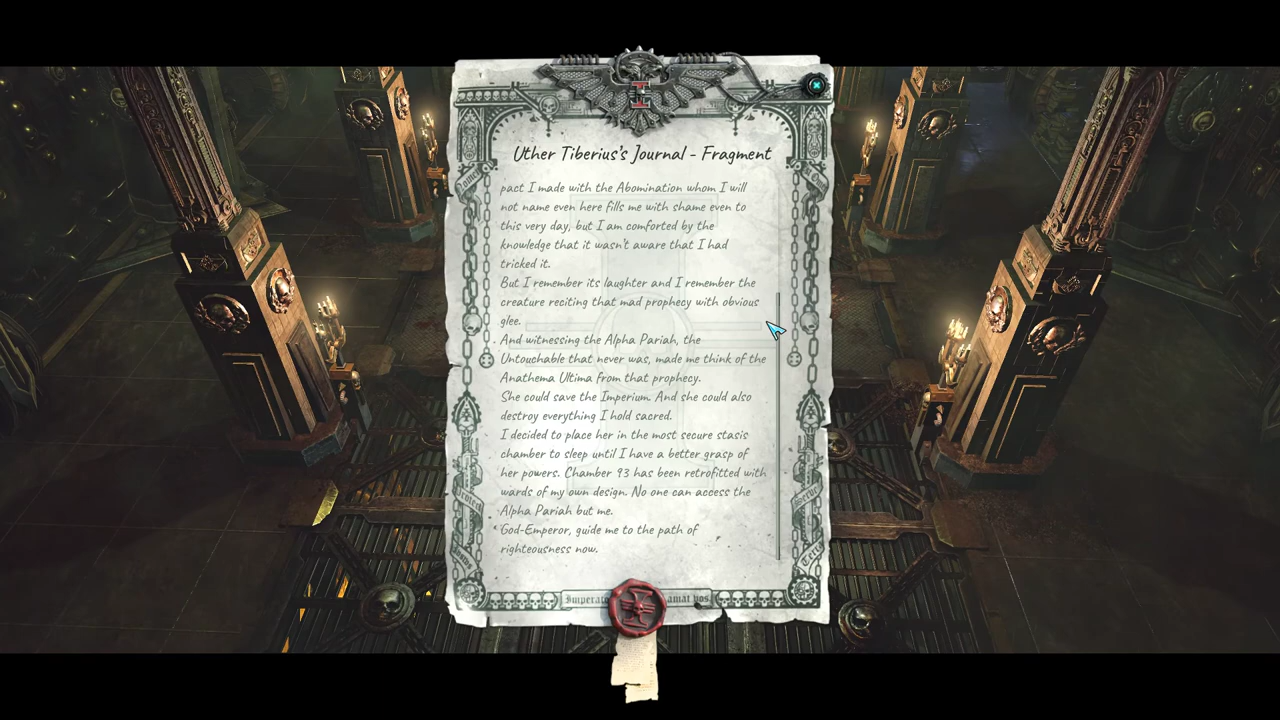 Uther Tiberius's Journal - Fragment
pact I made with the Abomination whom I will
not name even here fills me with shame even to
this very day, but I am comforted by the
knowledge that it wasn't aware that I had
tricked it.
But I remember its laughter and I remember the
creature reciting that mad prophecy with obvious
glee.
And witnessing the Alpha Pariah, the
Untouchable that never was, made me think of the
Anathema Ultima from that prophecy.
She could save the Imperium. And she could also
destroy everything I hold sacred.
I decided to place her in the most secure stasis
chamber to sleep until I have a better grasp of
her powers. Chamber 93 has been retrofitted with
wards of my own design. No one can access the
Alpha Pariah but me.
God-Emperor, guide me to the path of
righteousness now.
amat vos